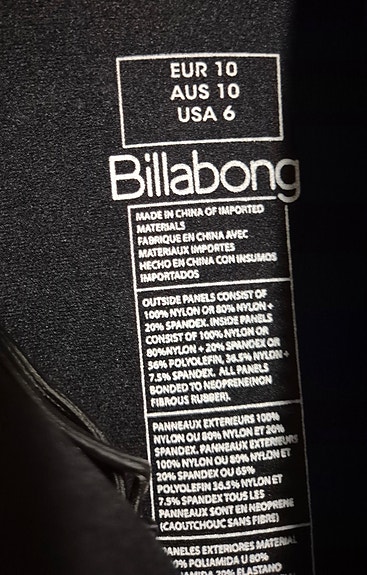 EUR 10
AUS 10
USA 6
Billabong
MADE IN CHINA OF IMPORTED
MATERIALS
FABRIQUE EN CHINA AVEC
MATERIAUX IMPORTES
HECHO EN CHINA CON INSUMOS
IMPORTADOS
OUTSIDE PANELS CONSIST OF
100% NYLON OR 80% NYLON +
20% SPANDEX. INSIDE PANELS
CONSIST OF 100% NYLON OR
80%NYLON + 20% SPANDEX OR
56% POLYOLEFIN, 36.5% NYLON +
7.5% SPANDEX. ALL PANELS
BONDED TO NEOPRENE(NON
FIBROUS RUBBER).
PANNEAUX EXTERIEURS 100%
NYLON OU 80% NYLON ET 20%
SPANDEX. PANNEAUX EXTERIEURS
100% NYLON OU 80% NYLON ET
20% SPANDEX OU 65%
POLYOLEFIN 36.5% NYLON ET
7.5% SPANDEX TOUS LES
PANNEAUX SONT EN NEOPRENE
(CAOUTCHOUC SANS FIBRE)
PANELES EXTERIORES MATERIAL
POLIAMIDA U 80%
20% ELASTANO